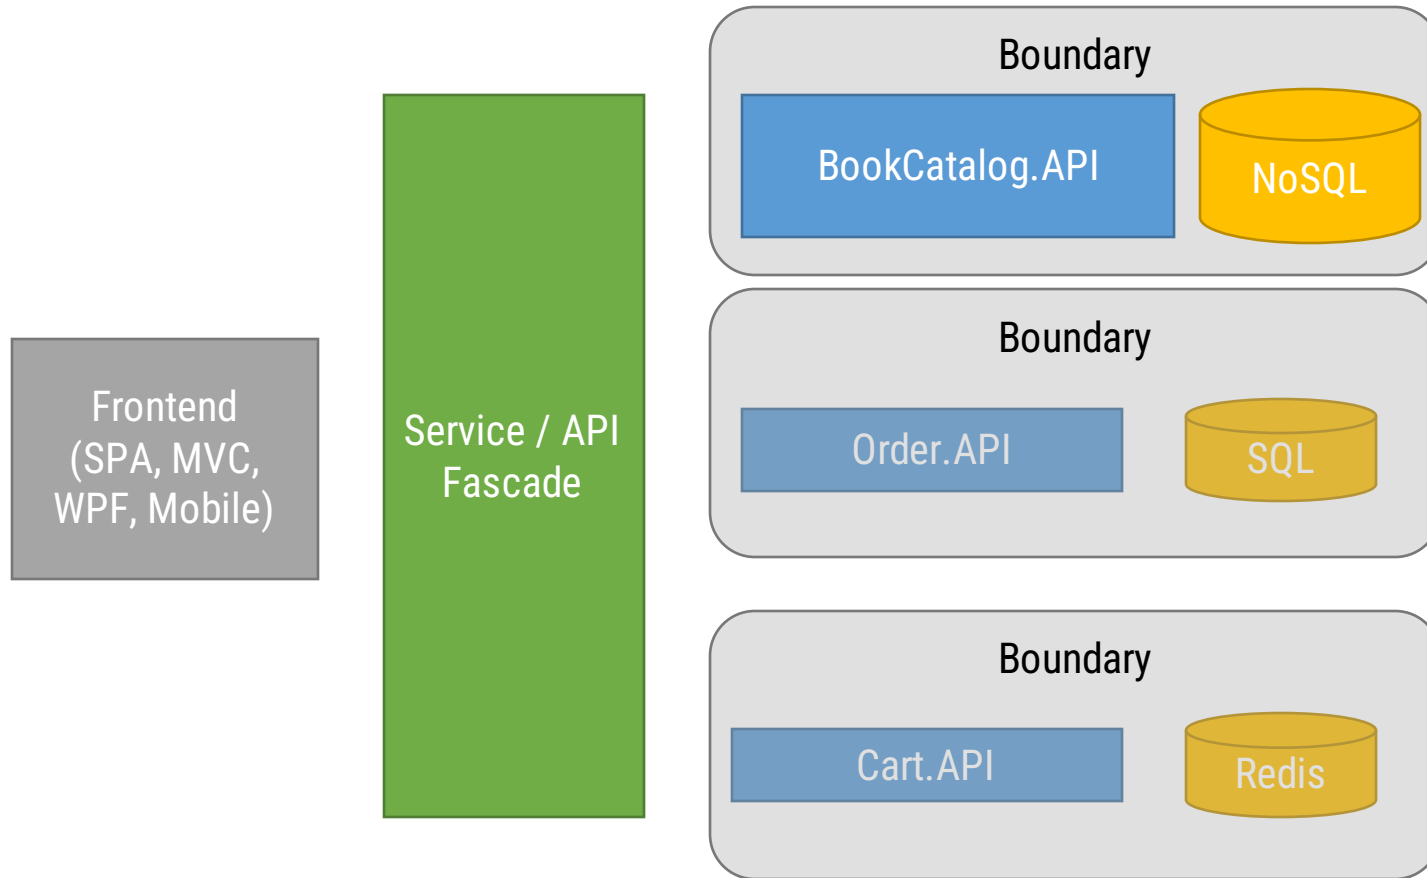 Boundary
BookCatalog.API
NoSQL
Boundary
Order.API
SQL
Boundary
Cart.API
Redis
Service / API
Fascade
Frontend
(SPA, MVC,
WPF, Mobile)